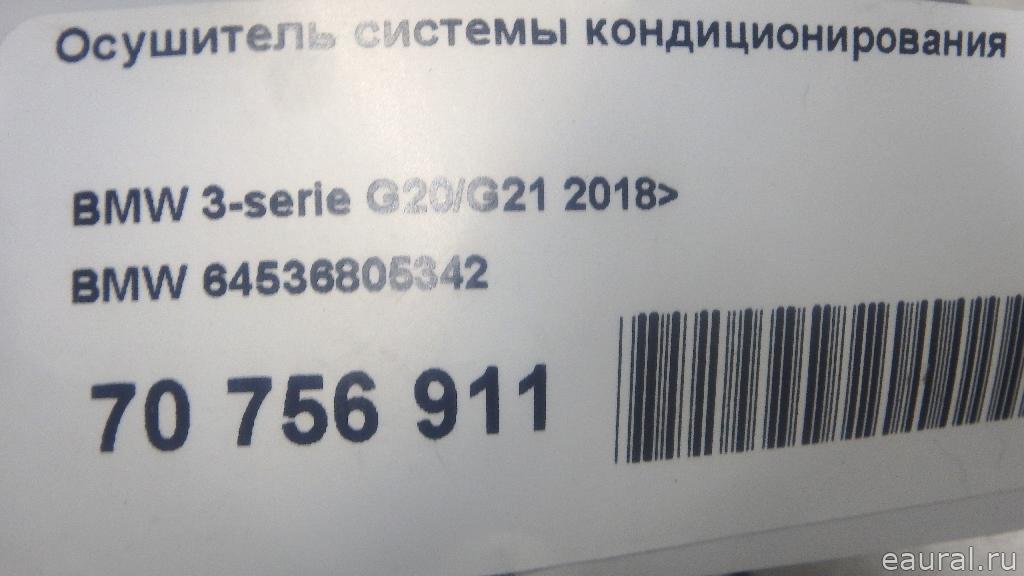 Осушитель системы кондиционирования
BMW 3-serie G20/G21 2018>
BMW 64536805342
70 756 911
eaural.ru